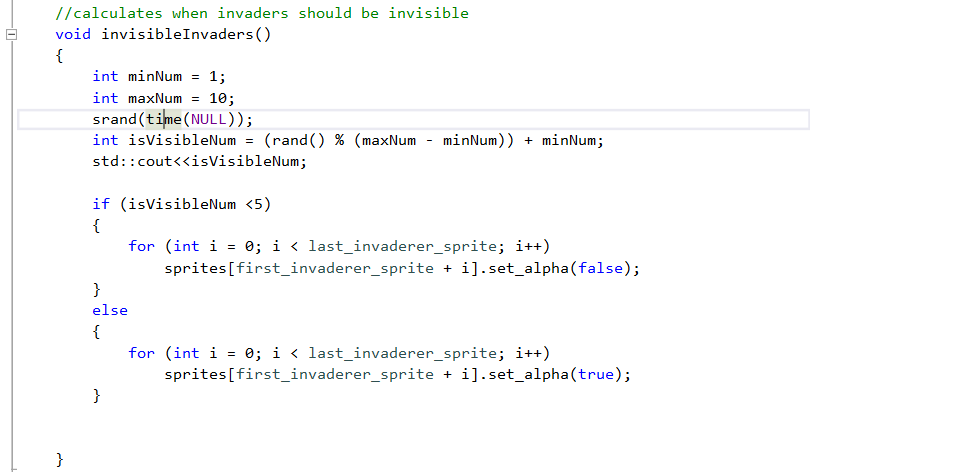 //calculates when invaders should be invisible
void invisibleInvaders()
{
int minNum = 1;
int maxNum = 10;
srand(time(NULL));
int isVisibleNum = (rand() % (maxNum - minNum)) + minNum;
std::cout<<isVisibleNum;
if (isVisibleNum <5)
{
for (int i = 0; i < last_invaderer_sprite; i++)
sprites[first_invaderer_sprite + i].set_alpha(false);
}
else
{
for (int i = 0; i < last_invaderer_sprite; i++)
sprites[first_invaderer_sprite + i].set_alpha(true);
}
}